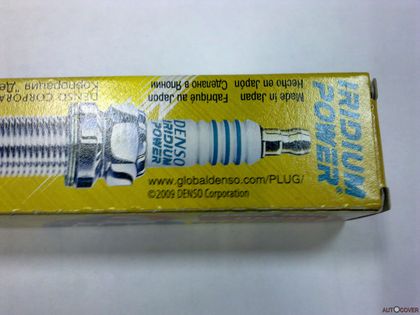 IRIDIUM
POWER
Made in Japan
Hecho en Japón
Fabriqué au Japon
Сделано в Японии
DENSO CORPORA
Корпорация "Де
DENSO
IRIDIUM
POWER
www.globaldenso.com/PLUG/
©2009 DENSO Corporation
AUTOCOVER